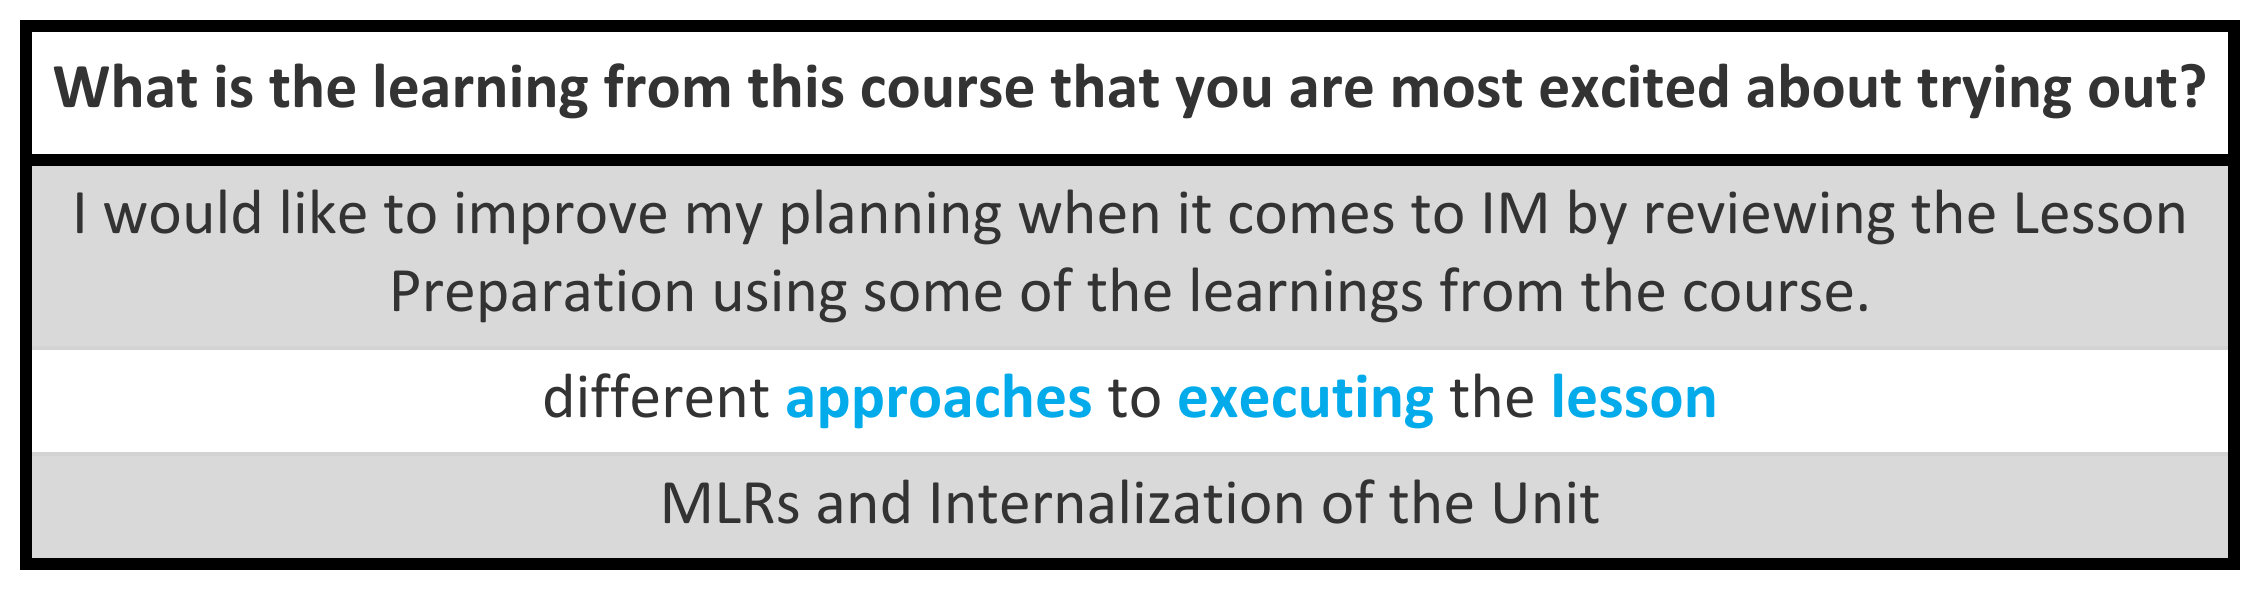 What is the learning from this course that you are most excited about trying out?
I would like to improve my planning when it comes to IM by reviewing the Lesson
Preparation using some of the learnings from the course.
different approaches to executing the lesson
MLRs and Internalization of the Unit